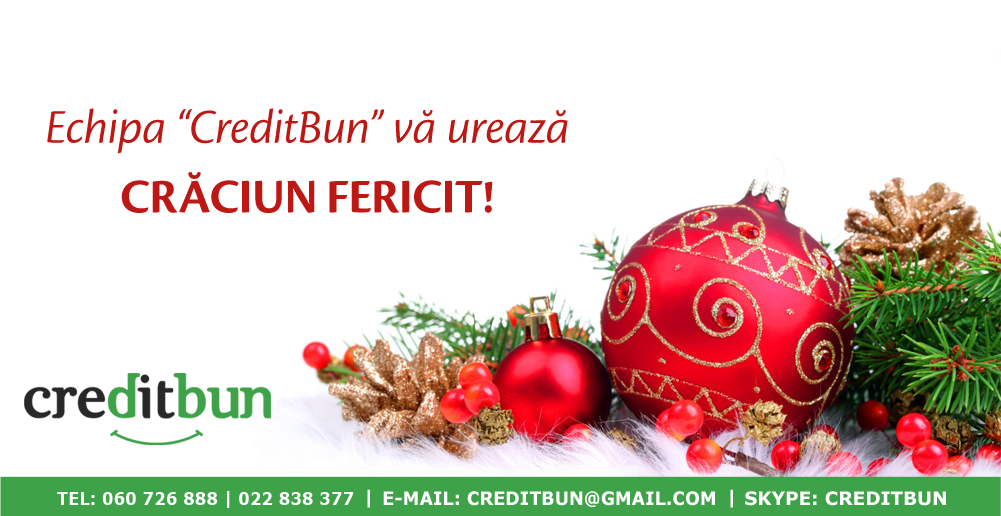 Echipa “CreditBun” vă urează
CRĂCIUN FERICIT!
creditbun
TEL: 060 726 888 | 022 838 377 | E-MAIL: CREDITBUN@GMAIL.COM | SKYPE: CREDITBUN